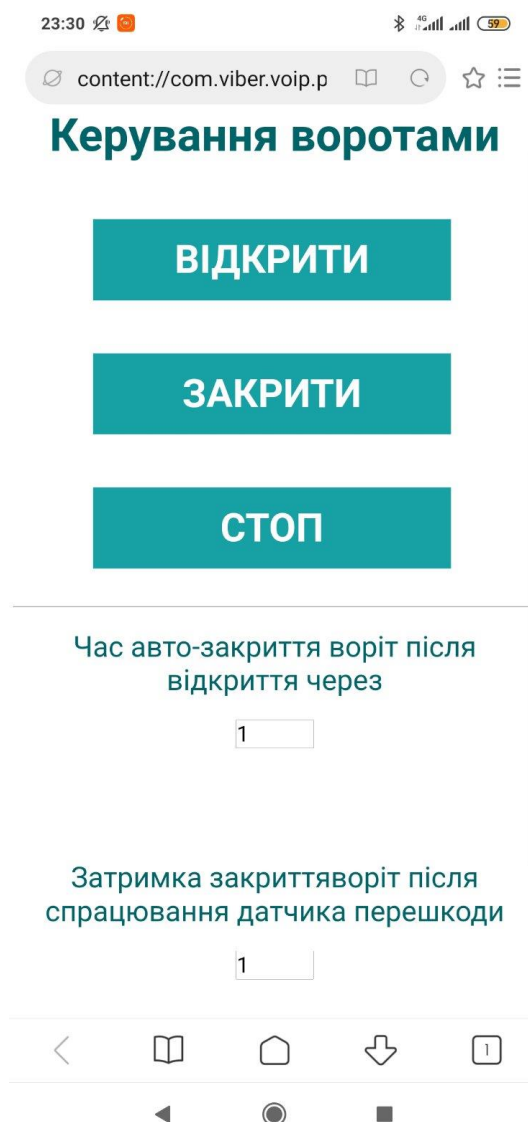 23:30
4G
59
content://com.viber.voip.p
Керування воротами
ВІДКРИТИ
ЗАКРИТИ
СТОП
Час авто-закриття воріт після
відкриття через
1
Затримка закриттяворіт після
спрацювання датчика перешкоди
1
1